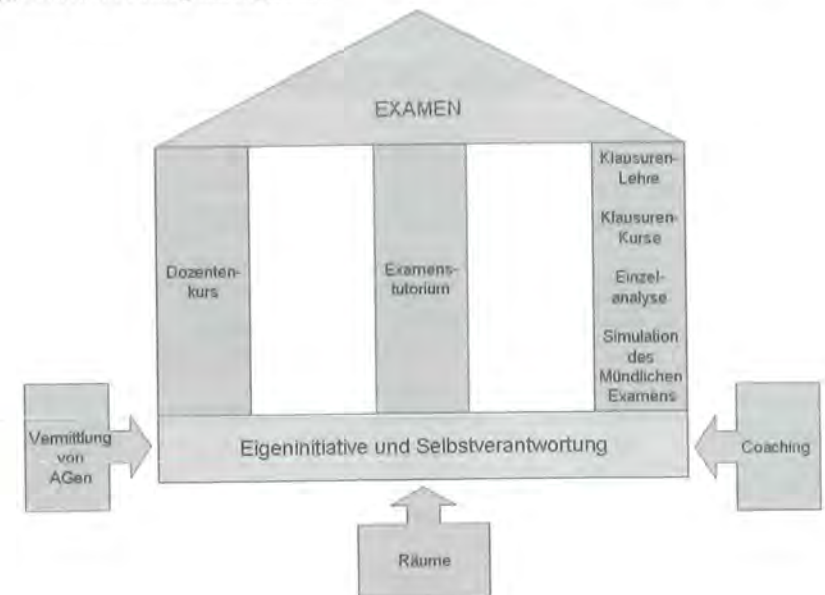 EXAMEN
Dozenten-
kurs
Examens-
tutorium
Klausuren-
Lehre
Klausuren-
Kurse
Einzel-
analyse
Simulation
des
Mündlichen
Examens
Vermittlung
von
AGen
Eigeninitiative und Selbstverantwortung
Coaching
Räume